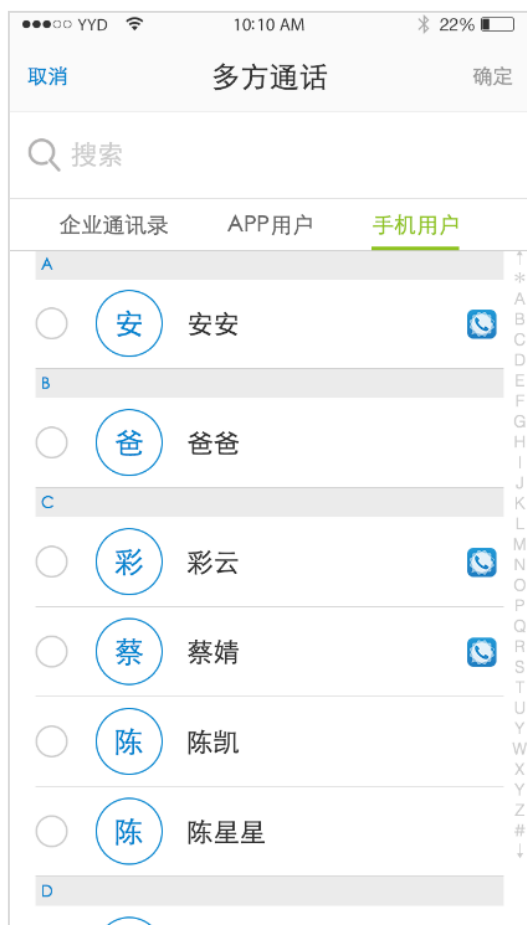 YYD 10:10 AM 22%
取消 多方通话 确定
搜索
企业通讯录 APP用户 手机用户
A
安 安安
B
爸 爸爸
C
彩 彩云
蔡 蔡婧
陈 陈凯
陈 陈星星
D
↑
*
A
B
C
D
E
F
G
H
I
J
K
L
M
N
O
P
Q
R
S
T
U
Y
W
X
Y
Z
#
↓